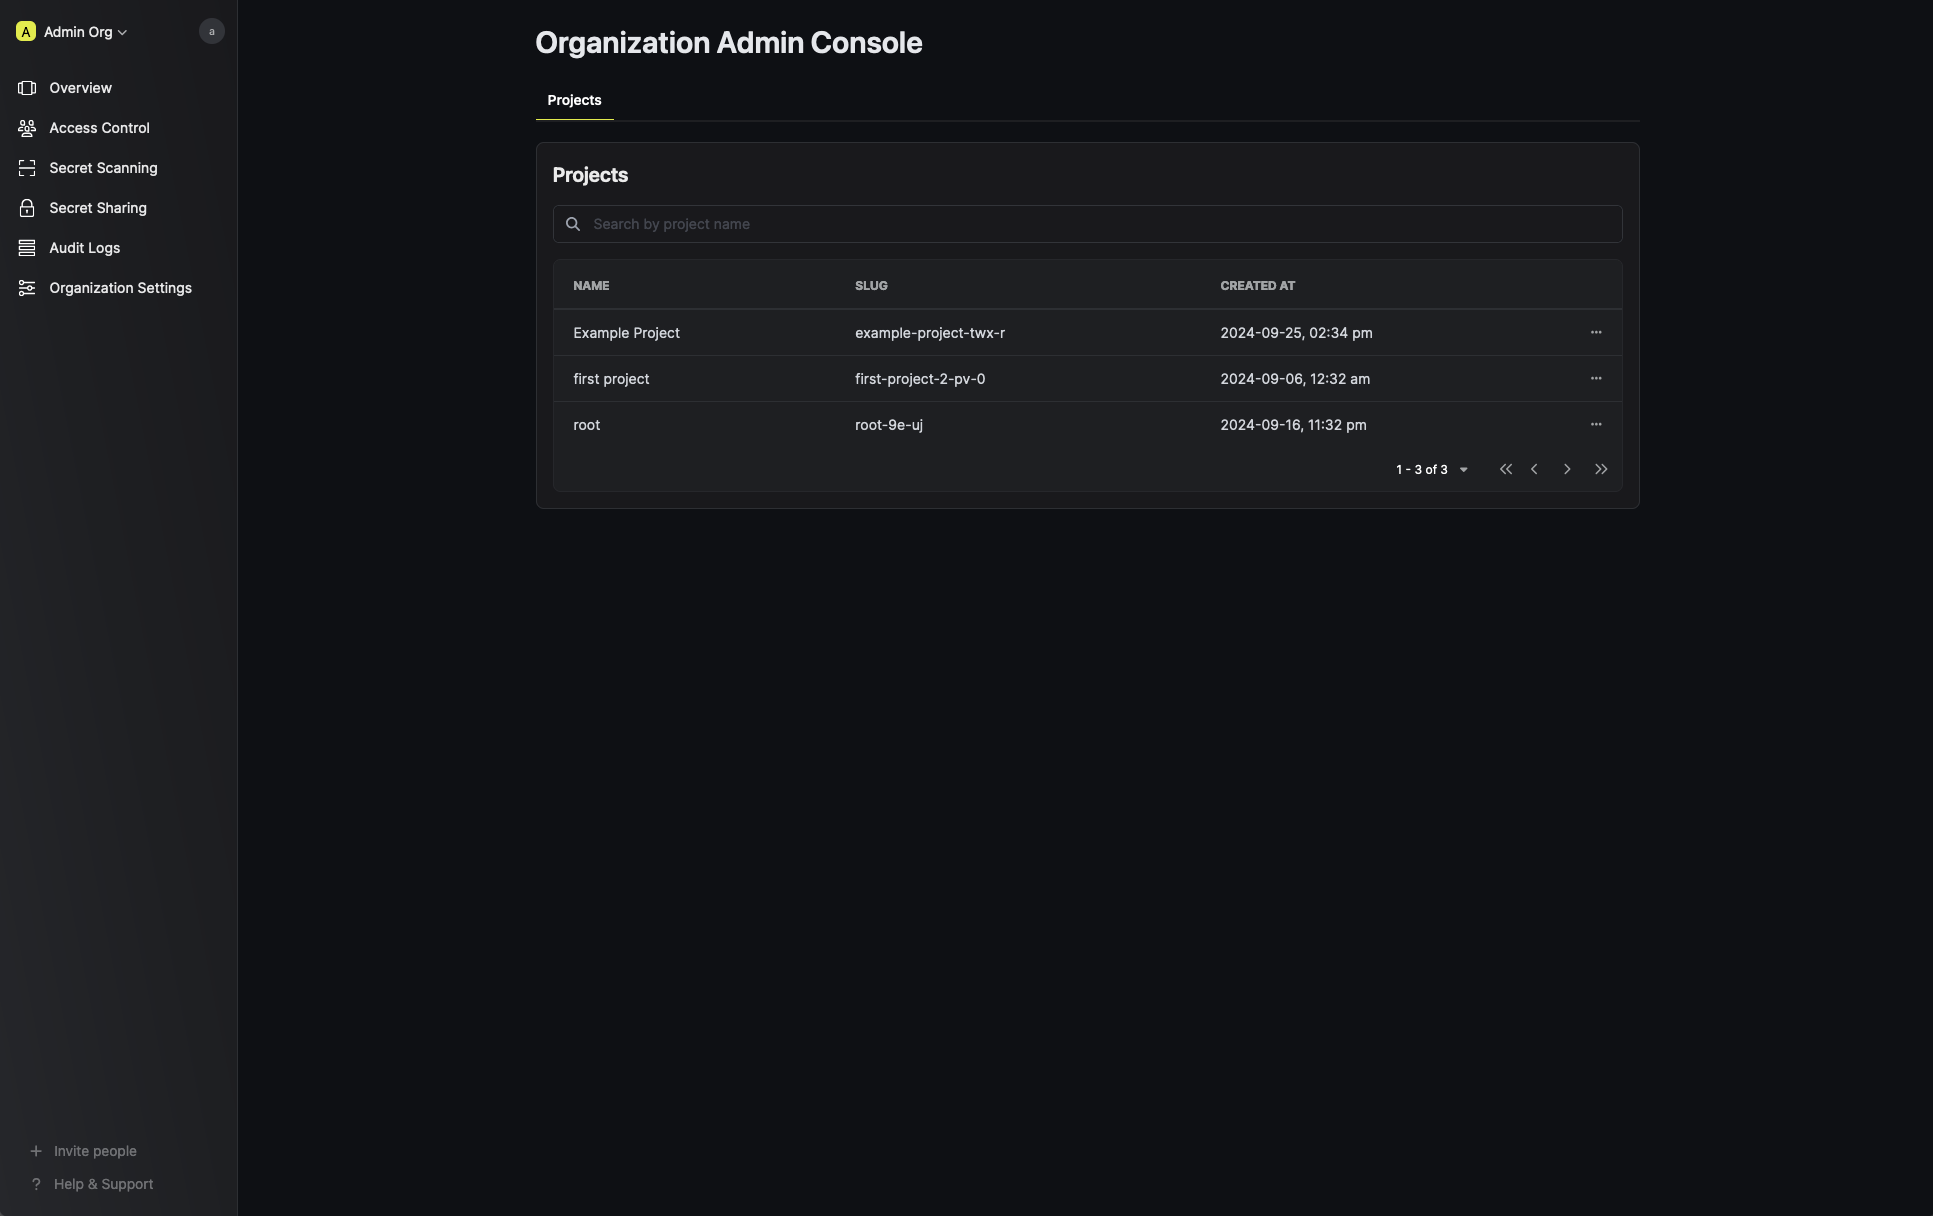 A Admin Org a
Overview
Access Control
Secret Scanning
Secret Sharing
Audit Logs
Organization Settings
Invite people
? Help & Support
Organization Admin Console
Projects
Projects
Search by project name
NAME SLUG CREATED AT
Example Project example-project-twx-r 2024-09-25, 02:34 pm
first project first-project-2-pv-0 2024-09-06, 12:32 am
root root-9e-uj 2024-09-16, 11:32 pm
1 - 3 of 3